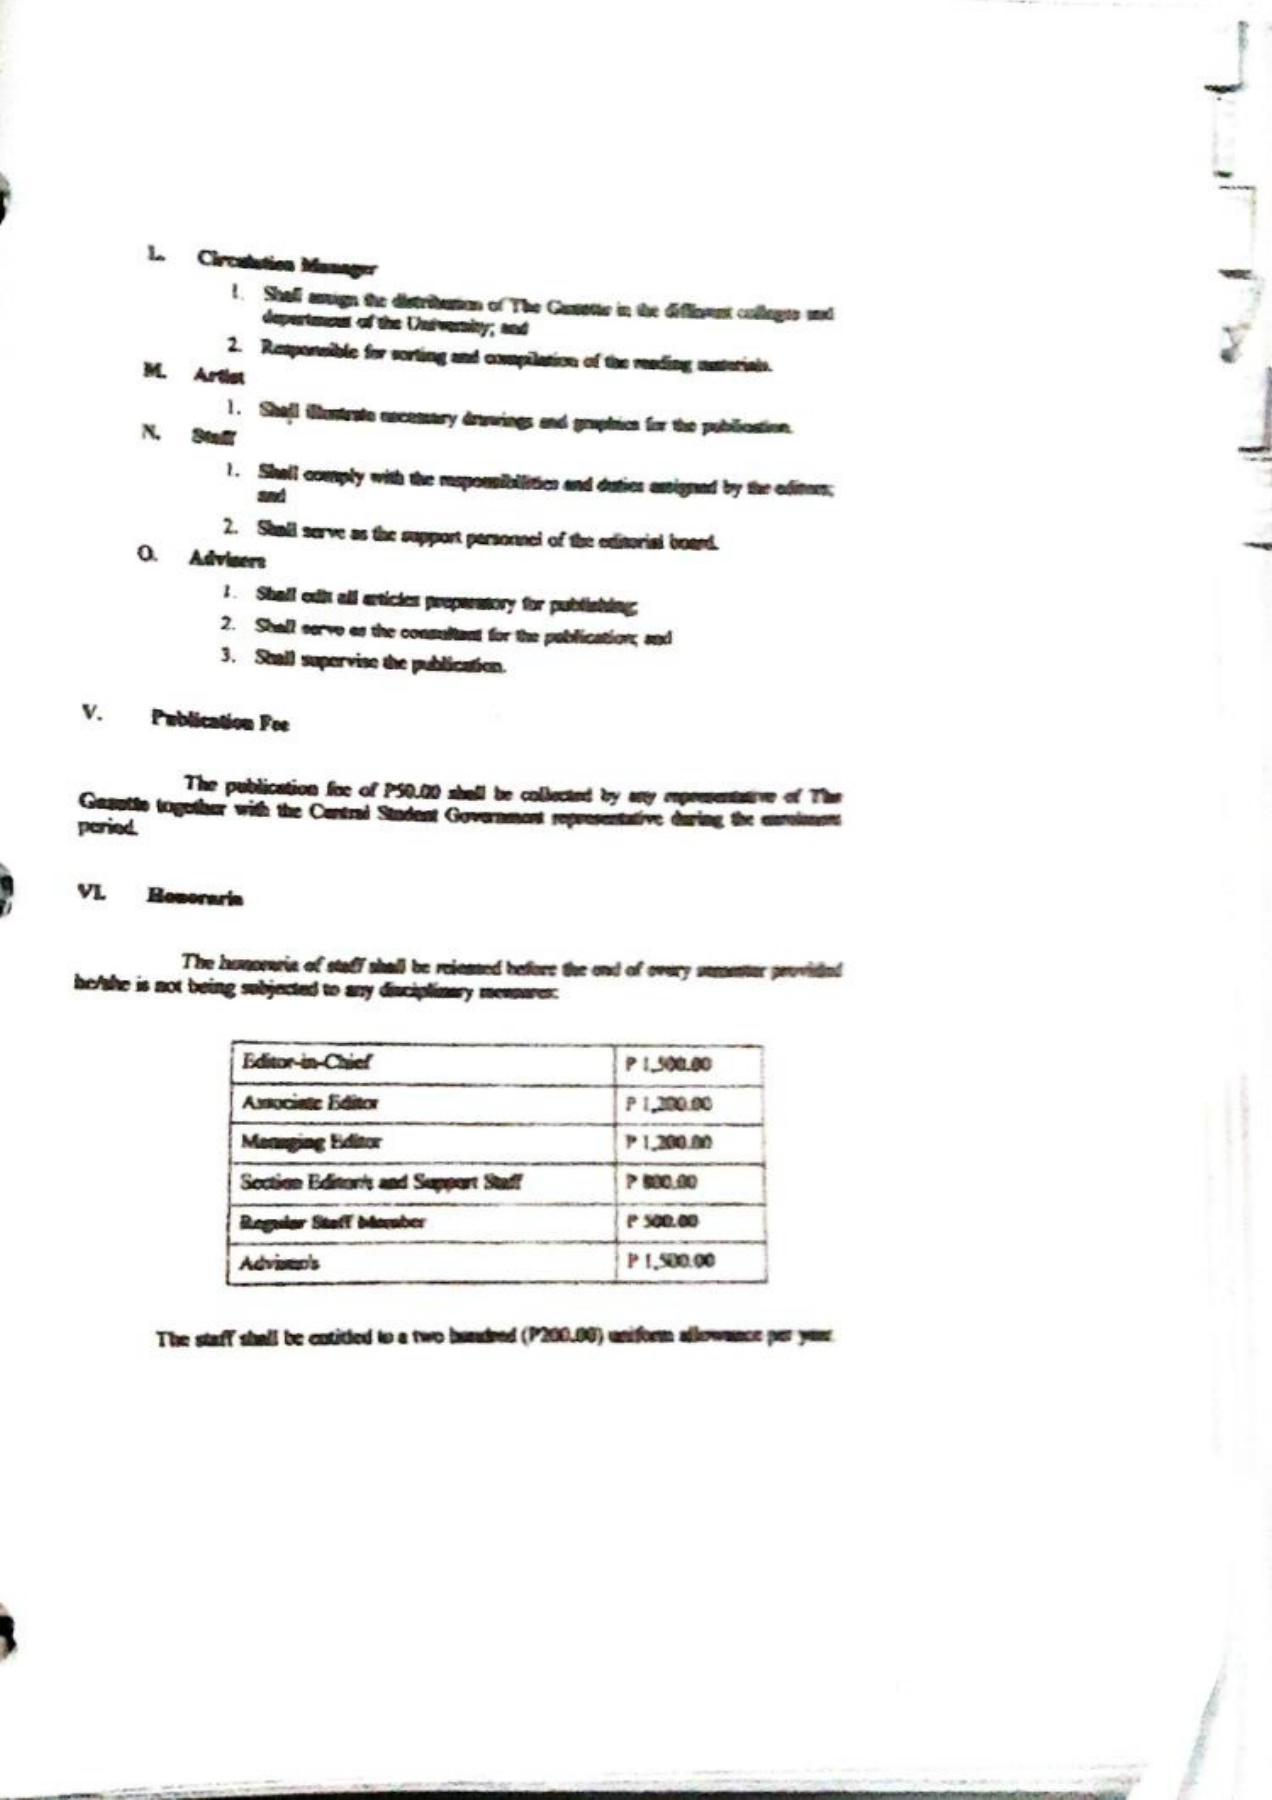 L. Circulation Manager
1. Shall assign the distribution of The Gazette in the different colleges and
department of the University; and
2. Responsible for sorting and compilation of the reading materials.
M. Artist
1. Shall illustrate necessary drawings and graphics for the publication.
N. Staff
1. Shall comply with the responsibilities and duties assigned by the editors;
and
2. Shall serve as the support personnel of the editorial board.
O. Advisers
1. Shall edit all articles preparatory for publishing;
2. Shall serve as the consultant for the publication; and
3. Shall supervise the publication.
V. Publication Fee
The publication fee of P50.00 shall be collected by any representative of The
Gazette together with the Central Student Government representative during the enrolment
period.
VI. Honoraria
The honoraria of staff shall be released before the end of every semester provided
he/she is not being subjected to any disciplinary measures:
Editor-in-Chief P 1,500.00
Associate Editor P 1,200.00
Managing Editor P 1,200.00
Section Editor/s and Support Staff P 800.00
Regular Staff Member P 500.00
Adviser/s P 1,500.00
The staff shall be entitled to a two hundred (P200.00) uniform allowance per year.